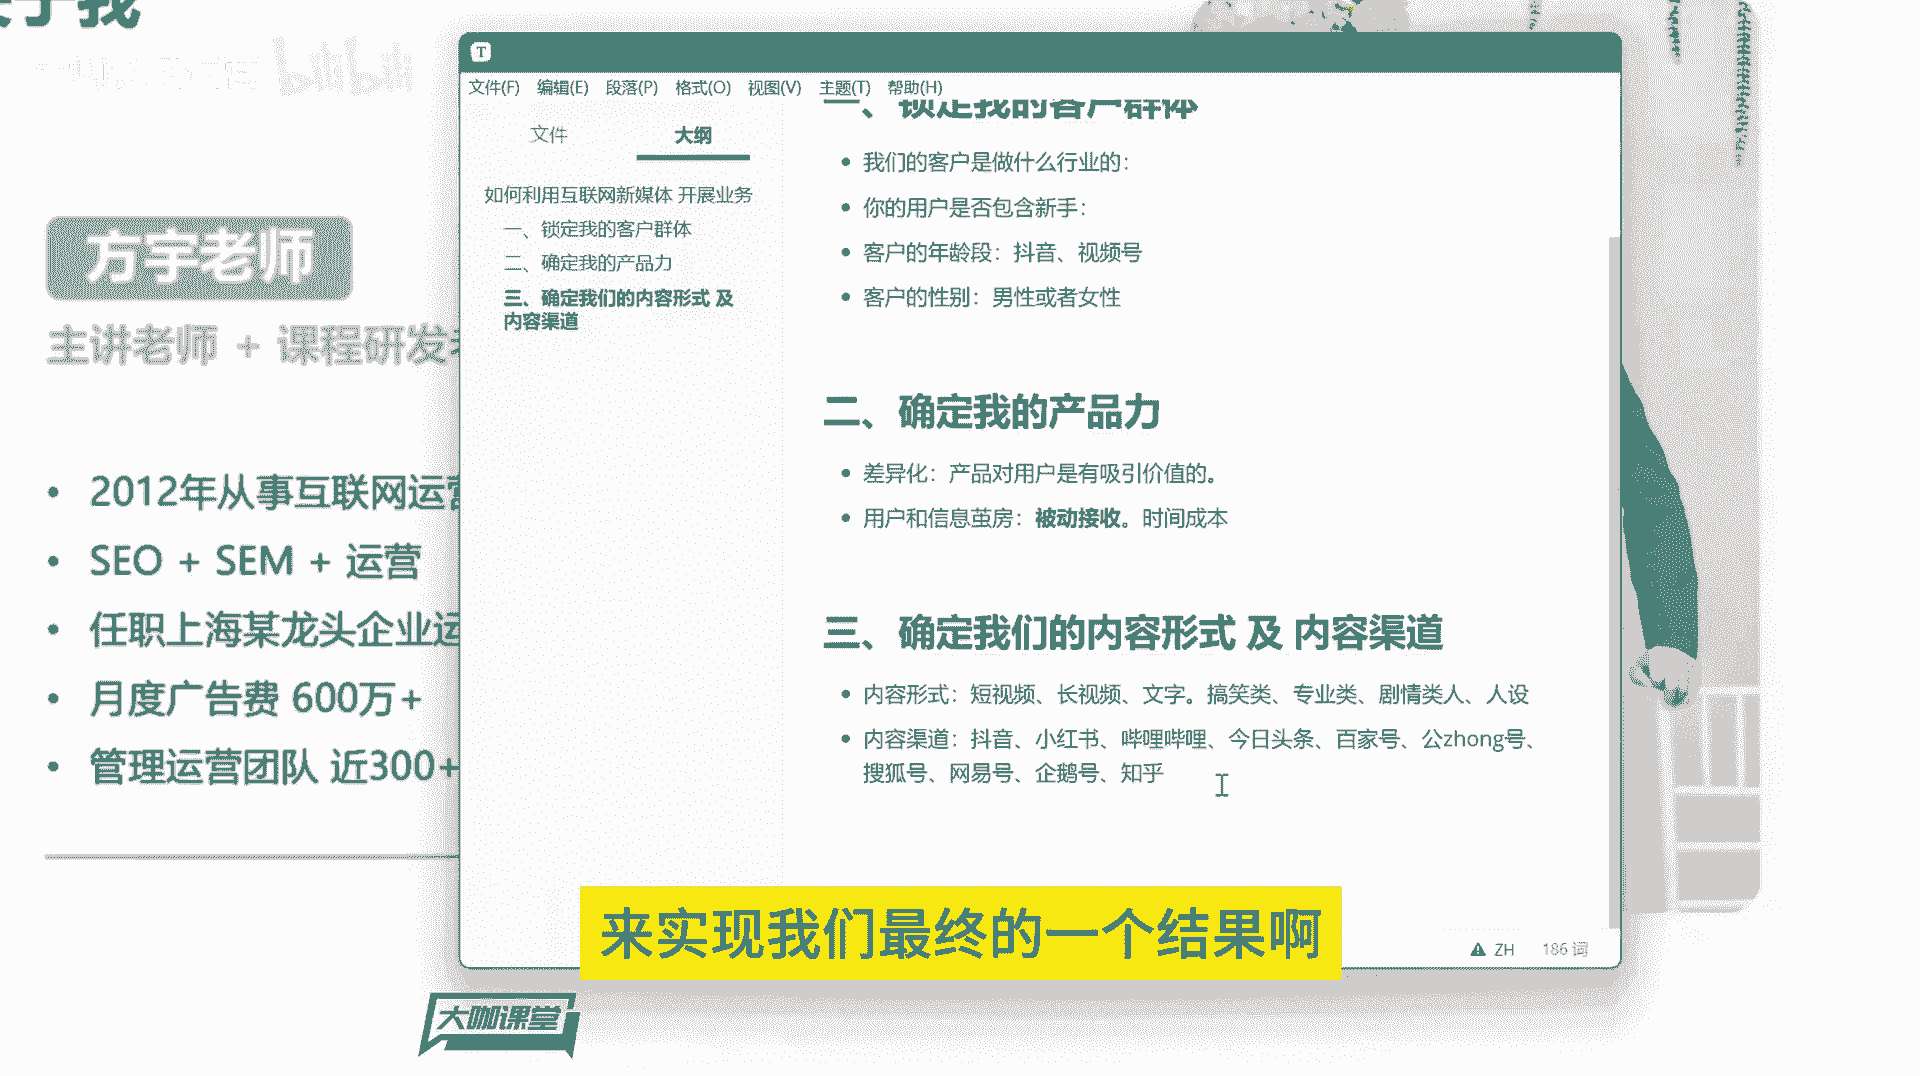 于我
bilibili
方宇老师
主讲老师 + 课程研发
2012年从事互联网运营
SEO + SEM + 运营
任职上海某龙头企业运
月度广告费 600万+
管理运营团队 近300+
T
文件(F) 编辑(E) 段落(P) 格式(O) 视图(V) 主题(T) 帮助(H)
文件 大纲
如何利用互联网新媒体 开展业务
一、锁定我的客户群体
二、确定我的产品力
三、确定我们的内容形式 及
内容渠道
一、锁定我的客户群体
我们的客户是做什么行业的：
你的用户是否包含新手：
客户的年龄段：抖音、视频号
客户的性别：男性或者女性
二、确定我的产品力
差异化：产品对用户是有吸引价值的。
用户和信息茧房：被动接收。时间成本
三、确定我们的内容形式 及 内容渠道
内容形式：短视频、长视频、文字。搞笑类、专业类、剧情类人、人设
内容渠道：抖音、小红书、哔哩哔哩、今日头条、百家号、公zhong号、
搜狐号、网易号、企鹅号、知乎
ZH 186 词
来实现我们最终的一个结果啊
大咖课堂